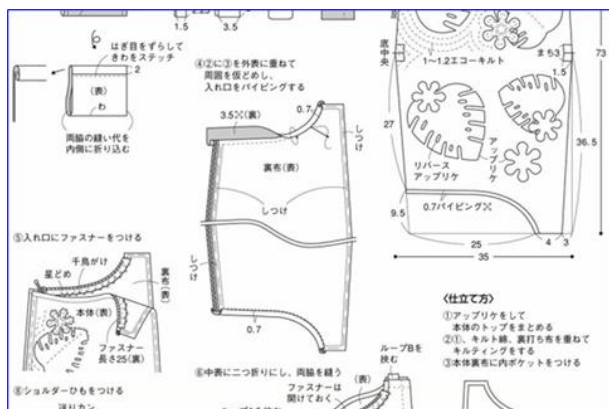 1.5
3.5
はぎ目をずらして
きわをステッチ
2
(表)
わ
両脇の縫い代を
内側に折り込む
④②に③を外表に重ねて
周囲を仮どめし、
入れ口をパイピングする
0.7
3.5╳(裏)
しつけ
裏布(表)
しつけ
しつけ
0.7
⑤入れ口にファスナーをつける
千鳥がけ
星どめ
裏布(表)
本体(表)
ファスナー
長さ25(裏)
⑥中表に二つ折りにし、両脇を縫う
ファスナーは
開けておく
(表)
ループBを
挟む
⑧ショルダーひもをつける
送りカン
底中央
1〜1.2エコーキルト
まち3
1.5
73
27
36.5
リバース
アップリケ
アップリケ
0.7パイピング╳
9.5
25
4
3
35
〈仕立て方〉
①アップリケをして
本体のトップをまとめる
②①、キルト綿、裏打ち布を重ねて
キルティングをする
③本体裏布に内ポケットをつける